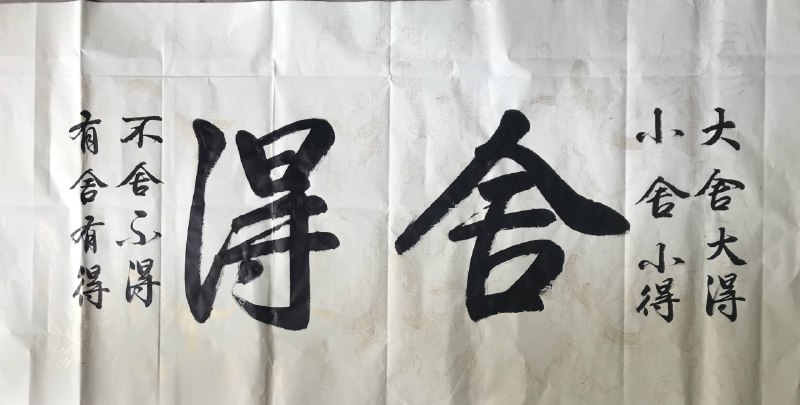 大舍大得
小舍小得
舍得
不舍不得
有舍有得